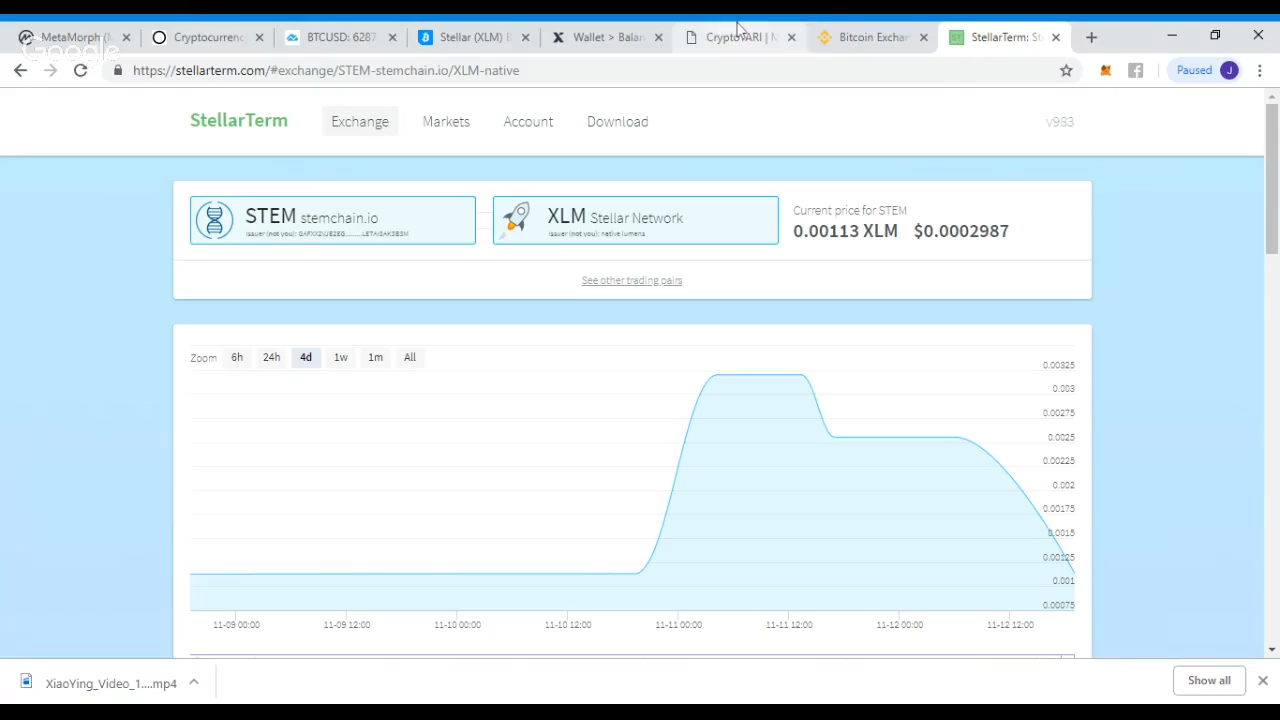 MetaMorph
Cryptocurrenc
BTCUSD: 6287
Stellar (XLM) E
Wallet > Balan
CryptoYARI | M
Bitcoin Exchan
StellarTerm: St
Google
https://stellarterm.com/#exchange/STEM-stemchain.io/XLM-native
Paused J
StellarTerm
Exchange
Markets
Account
Download
v983
STEM stemchain.io
XLM Stellar Network
issuer (not you): native lumens
Current price for STEM
0.00113 XLM $0.0002987
See other trading pairs
Zoom 6h 24h 4d 1w 1m All
0.00325
0.003
0.00275
0.0025
0.00225
0.002
0.00175
0.0015
0.00125
0.001
0.00075
11-09 00:00 11-09 12:00 11-10 00:00 11-10 12:00 11-11 00:00 11-11 12:00 11-12 00:00 11-12 12:00
XiaoYing_Video_1....mp4
Show all